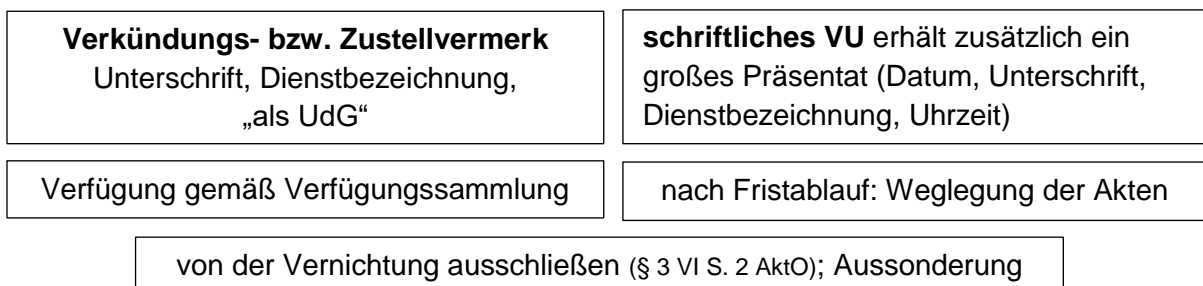 Verkündungs- bzw. Zustellvermerk
Unterschrift, Dienstbezeichnung,
„als UdG“
schriftliches VU erhält zusätzlich ein
großes Präsentat (Datum, Unterschrift,
Dienstbezeichnung, Uhrzeit)
Verfügung gemäß Verfügungssammlung
nach Fristablauf: Weglegung der Akten
von der Vernichtung ausschließen (§ 3 VI S. 2 AktO); Aussonderung